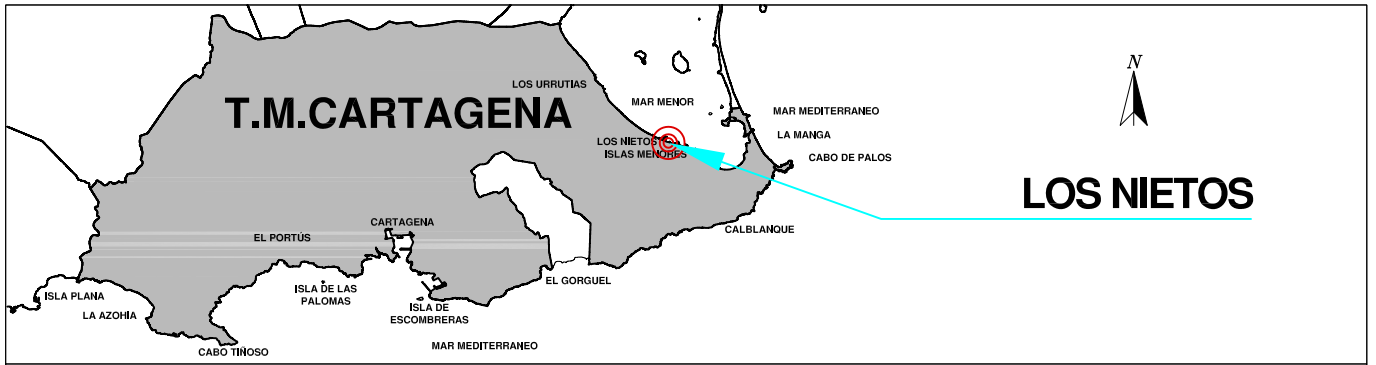 N
LOS URRUTIAS
MAR MENOR
T.M.CARTAGENA
MAR MEDITERRANEO
LA MANGA
LOS NIETOS
ISLAS MENORES
CABO DE PALOS
LOS NIETOS
CARTAGENA
CALBLANQUE
EL PORTÚS
EL GORGUEL
ISLA PLANA
ISLA DE LAS
PALOMAS
LA AZOHÍA
ISLA DE
ESCOMBRERAS
CABO TIÑOSO
MAR MEDITERRANEO